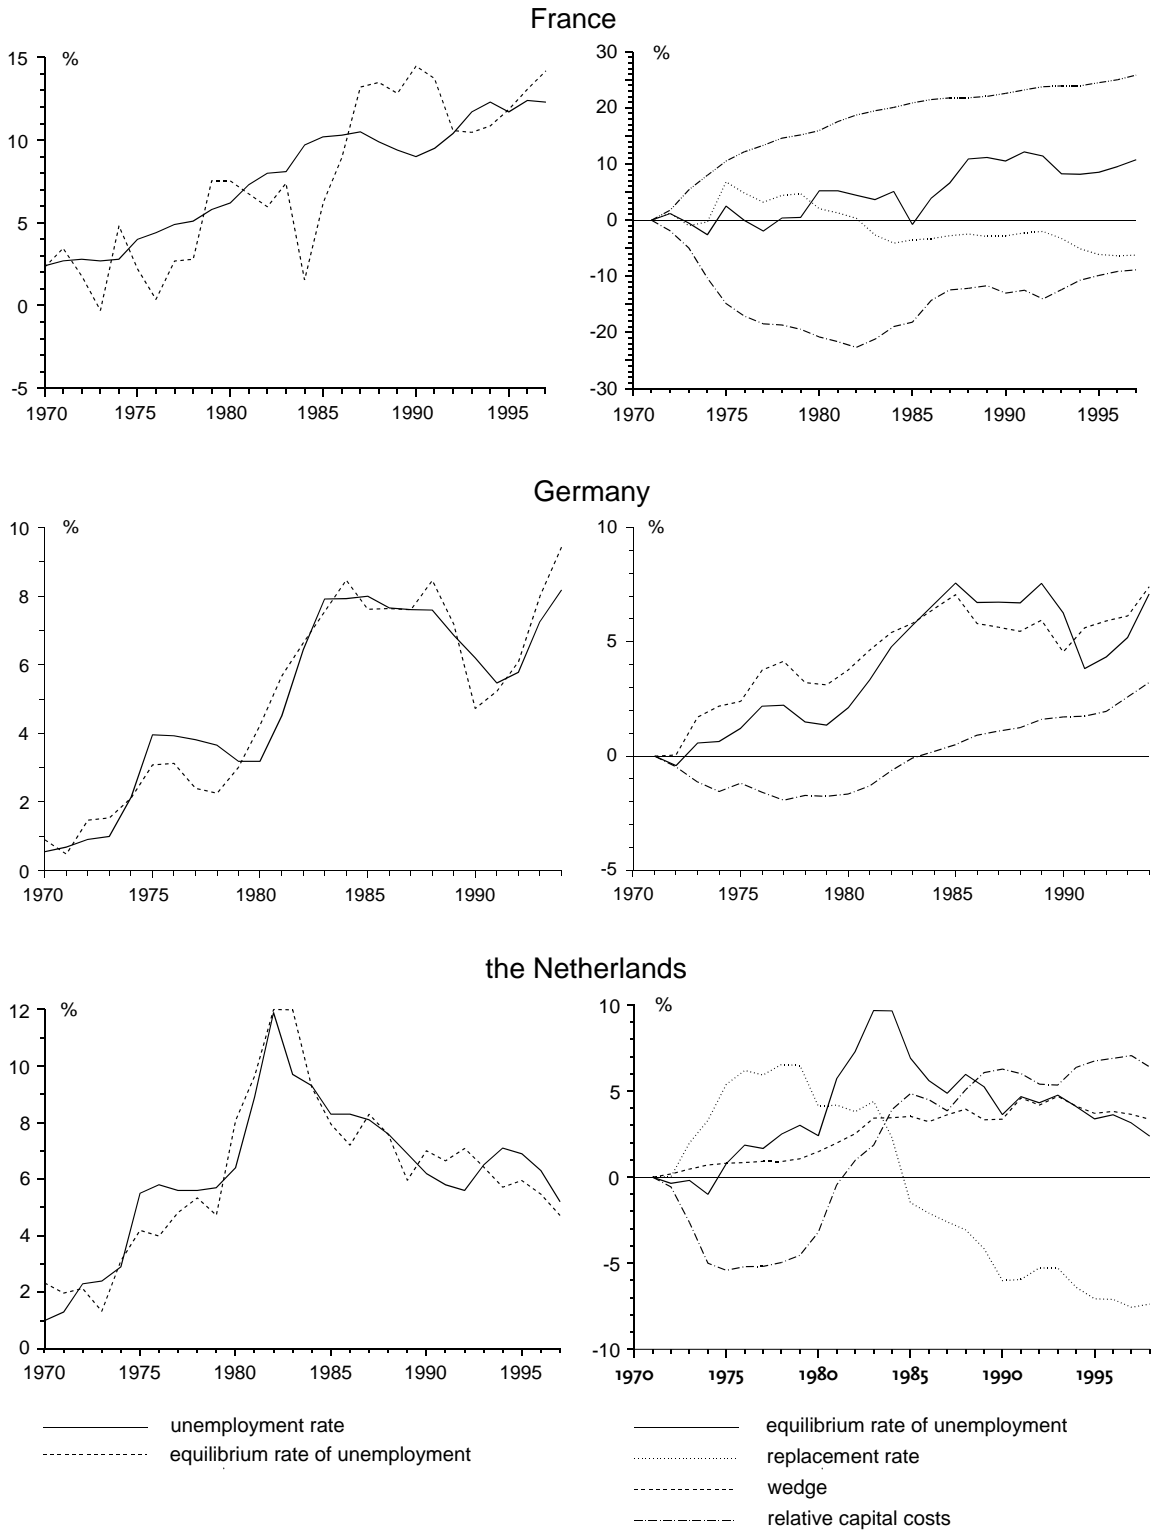 France
%
15
10
5
0
-5
1970 1975 1980 1985 1990 1995
%
30
20
10
0
-10
-20
-30
1970 1975 1980 1985 1990 1995
Germany
%
10
8
6
4
2
0
1970 1975 1980 1985 1990
%
10
5
0
-5
1970 1975 1980 1985 1990
the Netherlands
%
12
10
8
6
4
2
0
1970 1975 1980 1985 1990 1995
%
10
5
0
-5
-10
1970 1975 1980 1985 1990 1995
unemployment rate
equilibrium rate of unemployment
equilibrium rate of unemployment
replacement rate
wedge
relative capital costs